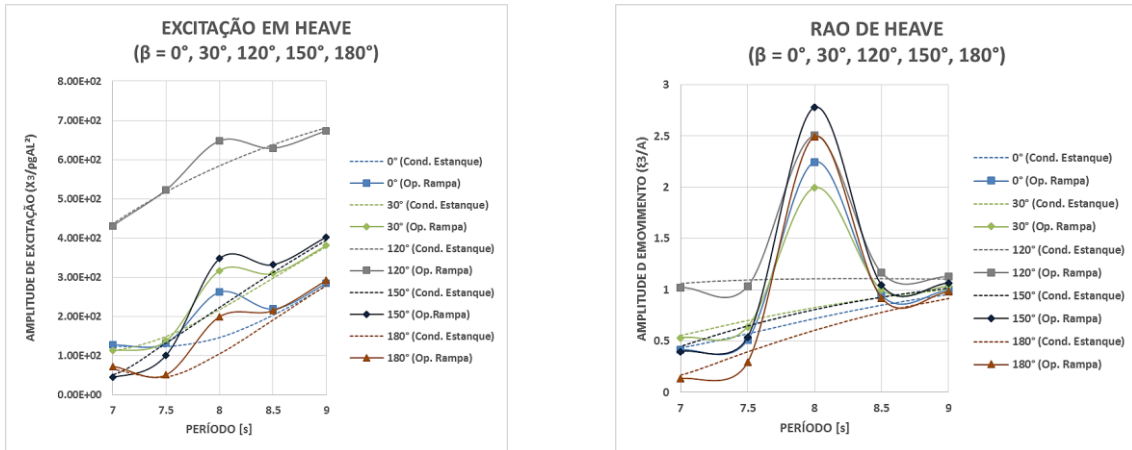 EXCITAÇÃO EM HEAVE
(β = 0°, 30°, 120°, 150°, 180°)
AMPLITUDE DE EXCITAÇÃO (X3/ρgAL²)
8.00E+02
7.00E+02
6.00E+02
5.00E+02
4.00E+02
3.00E+02
2.00E+02
1.00E+02
0.00E+00
7
7.5
8
8.5
9
PERÍODO [s]
0° (Cond. Estanque)
0° (Op. Rampa)
30° (Cond. Estanque)
30° (Op. Rampa)
120° (Cond. Estanque)
120° (Op. Rampa)
150° (Cond. Estanque)
150° (Op.Rampa)
180° (Cond. Estanque)
180° (Op. Rampa)
RAO DE HEAVE
(β = 0°, 30°, 120°, 150°, 180°)
AMPLITUDE D EMOVIMENTO (ξ3/A)
3
2.5
2
1.5
1
0.5
0
7
7.5
8
8.5
9
PERÍODO [s]
0° (Cond. Estanque)
0° (Op. Rampa)
30° (Cond. Estanque)
30° (Op. Rampa)
120° (Cond. Estanque)
120° (Op. Rampa)
150° (Cond. Estanque)
150° (Op. Rampa)
180° (Cond. Estanque)
180° (Op. Rampa)